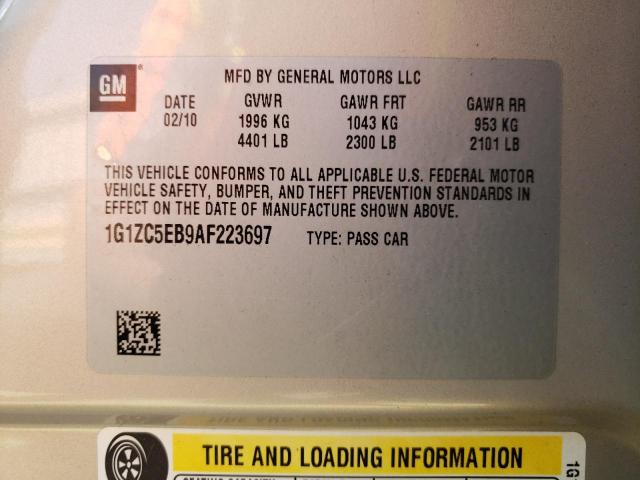 GM
MFD BY GENERAL MOTORS LLC
DATE GVWR GAWR FRT GAWR RR
02/10 1996 KG 1043 KG 953 KG
4401 LB 2300 LB 2101 LB
THIS VEHICLE CONFORMS TO ALL APPLICABLE U.S. FEDERAL MOTOR
VEHICLE SAFETY, BUMPER, AND THEFT PREVENTION STANDARDS IN
EFFECT ON THE DATE OF MANUFACTURE SHOWN ABOVE.
1G1ZC5EB9AF223697 TYPE: PASS CAR
TIRE AND LOADING INFORMATION